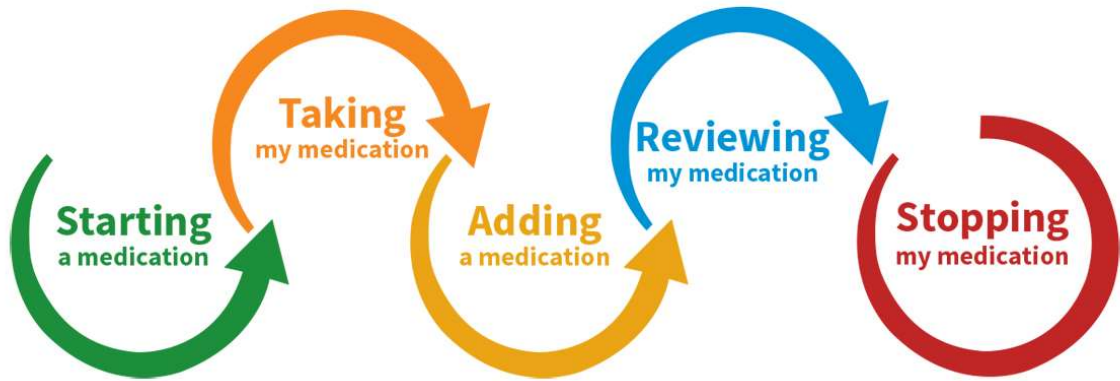 Starting
a medication
Taking
my medication
Adding
a medication
Reviewing
my medication
Stopping
my medication